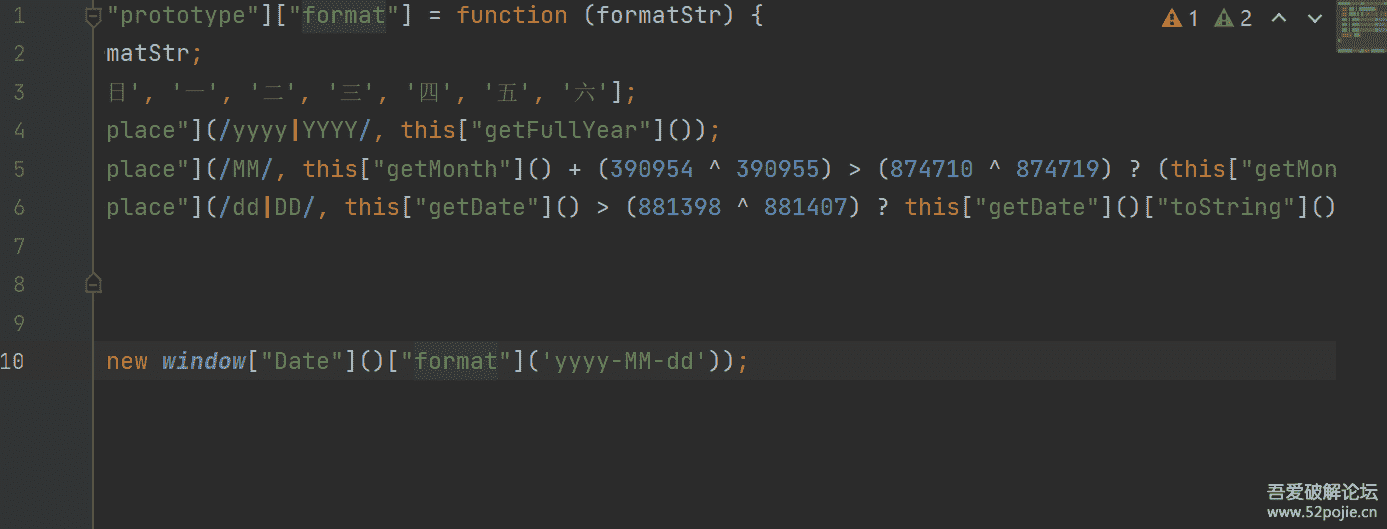 1 "prototype"]["format"] = function (formatStr) { 1 2
2 matStr;
3 日', '一', '二', '三', '四', '五', '六'];
4 place"](/yyyy|YYYY/, this["getFullYear"]());
5 place"](/MM/, this["getMonth"]() + (390954 ^ 390955) > (874710 ^ 874719) ? (this["getMon
6 place"](/dd|DD/, this["getDate"]() > (881398 ^ 881407) ? this["getDate"]()["toString"]()
7
8
9
10 new window["Date"]()["format"]('yyyy-MM-dd'));
吾爱破解论坛
www.52pojie.cn